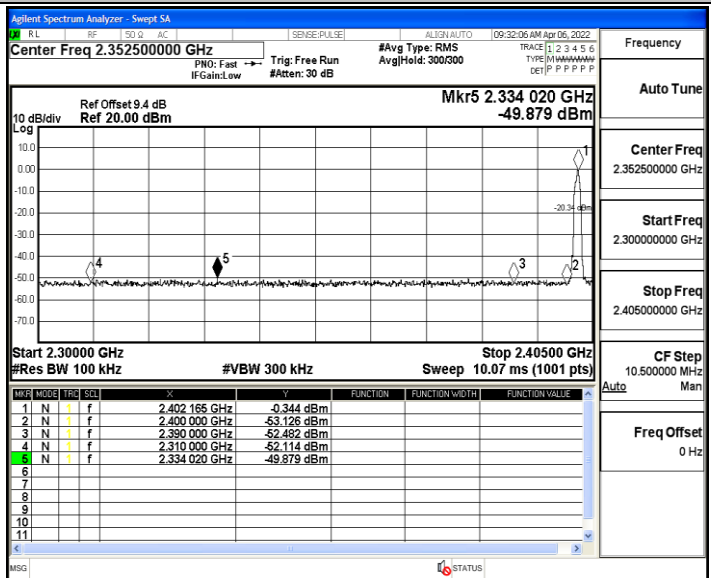 Agilent Spectrum Analyzer - Swept SA
LXI RL RF 50 Ω AC SENSE:PULSE ALIGN AUTO 09:32:06 AM Apr 06, 2022
Center Freq 2.352500000 GHz
PNO: Fast
IFGain:Low
Trig: Free Run
#Atten: 30 dB
#Avg Type: RMS
Avg|Hold: 300/300
TRACE 1 2 3 4 5 6
TYPE M WWWWW
DET P P P P P P
Frequency
Auto Tune
Center Freq
2.352500000 GHz
Start Freq
2.300000000 GHz
Stop Freq
2.405000000 GHz
CF Step
10.500000 MHz
Auto Man
Freq Offset
0 Hz
Mkr5 2.334 020 GHz
-49.879 dBm
Ref Offset 9.4 dB
10 dB/div Ref 20.00 dBm
Log
10.0
0.00
-10.0
-20.0
-30.0
-40.0
-50.0
-60.0
-70.0
1
-20.34 dBm
4
5
3
2
Start 2.30000 GHz Stop 2.40500 GHz
#Res BW 100 kHz #VBW 300 kHz Sweep 10.07 ms (1001 pts)
MKR MODE TRC SCL X Y FUNCTION FUNCTION WIDTH FUNCTION VALUE
1 N 1 f 2.402 165 GHz -0.344 dBm
2 N 1 f 2.400 000 GHz -53.126 dBm
3 N 1 f 2.390 000 GHz -52.482 dBm
4 N 1 f 2.310 000 GHz -52.114 dBm
5 N 1 f 2.334 020 GHz -49.879 dBm
6
7
8
9
10
11
MSG STATUS